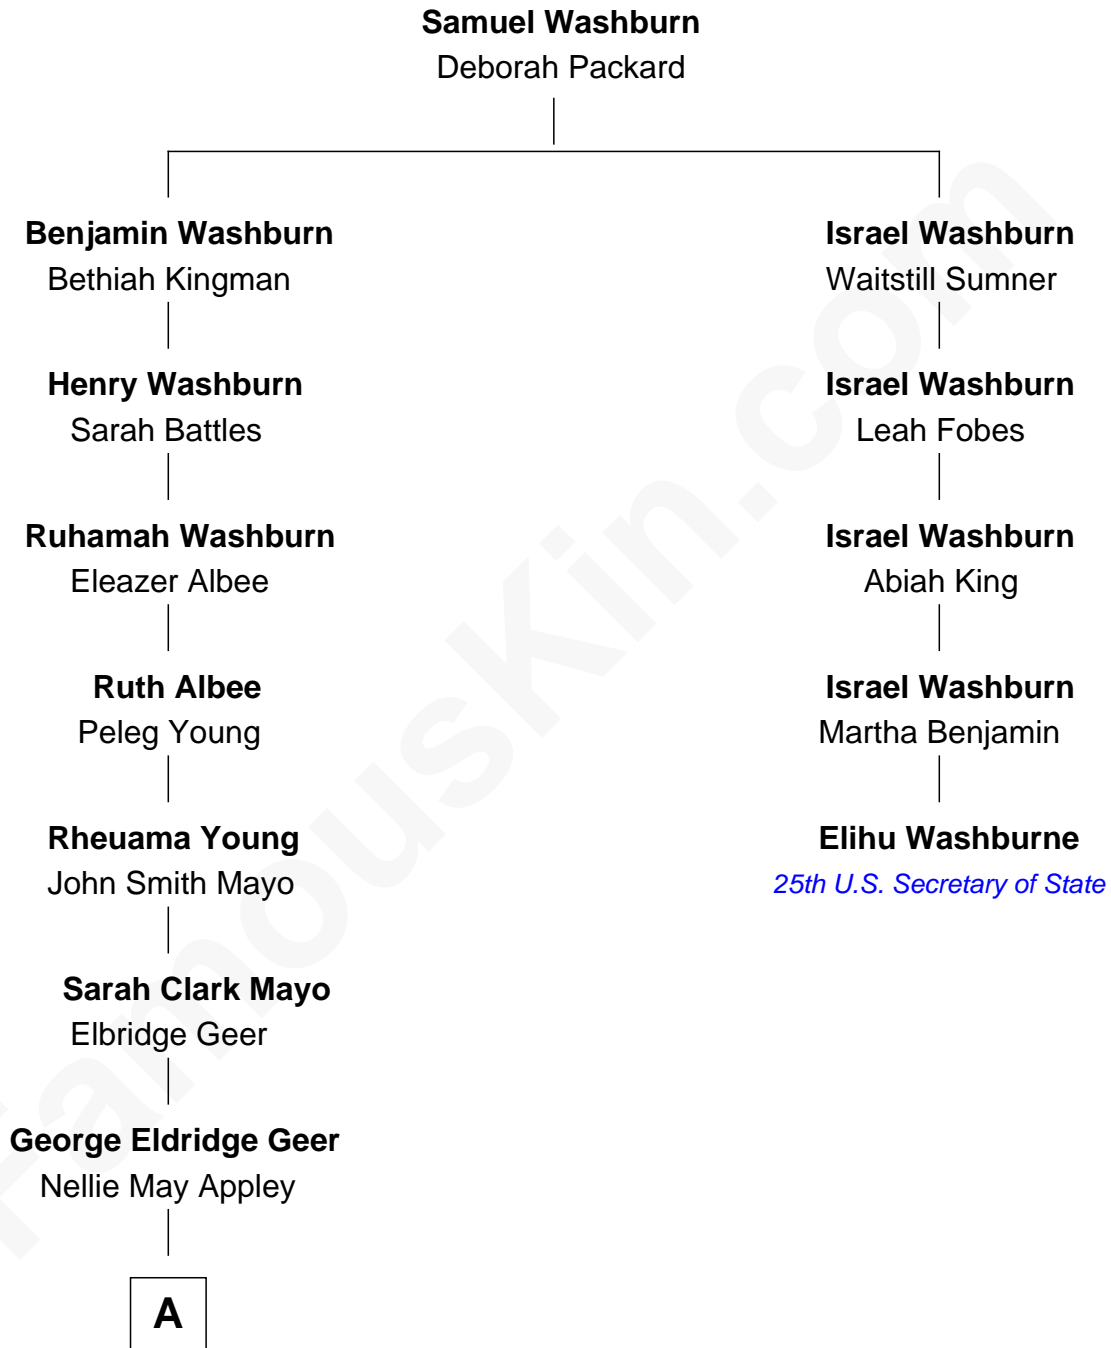 Samuel Washburn
Deborah Packard
Benjamin Washburn
Bethiah Kingman
Israel Washburn
Waitstill Sumner
Henry Washburn
Sarah Battles
Israel Washburn
Leah Fobes
Ruhamah Washburn
Eleazer Albee
Israel Washburn
Abiah King
Ruth Albee
Peleg Young
Israel Washburn
Martha Benjamin
Rheuama Young
John Smith Mayo
Elihu Washburne
25th U.S. Secretary of State
Sarah Clark Mayo
Elbridge Geer
George Eldridge Geer
Nellie May Appley
A
FamousKin.com